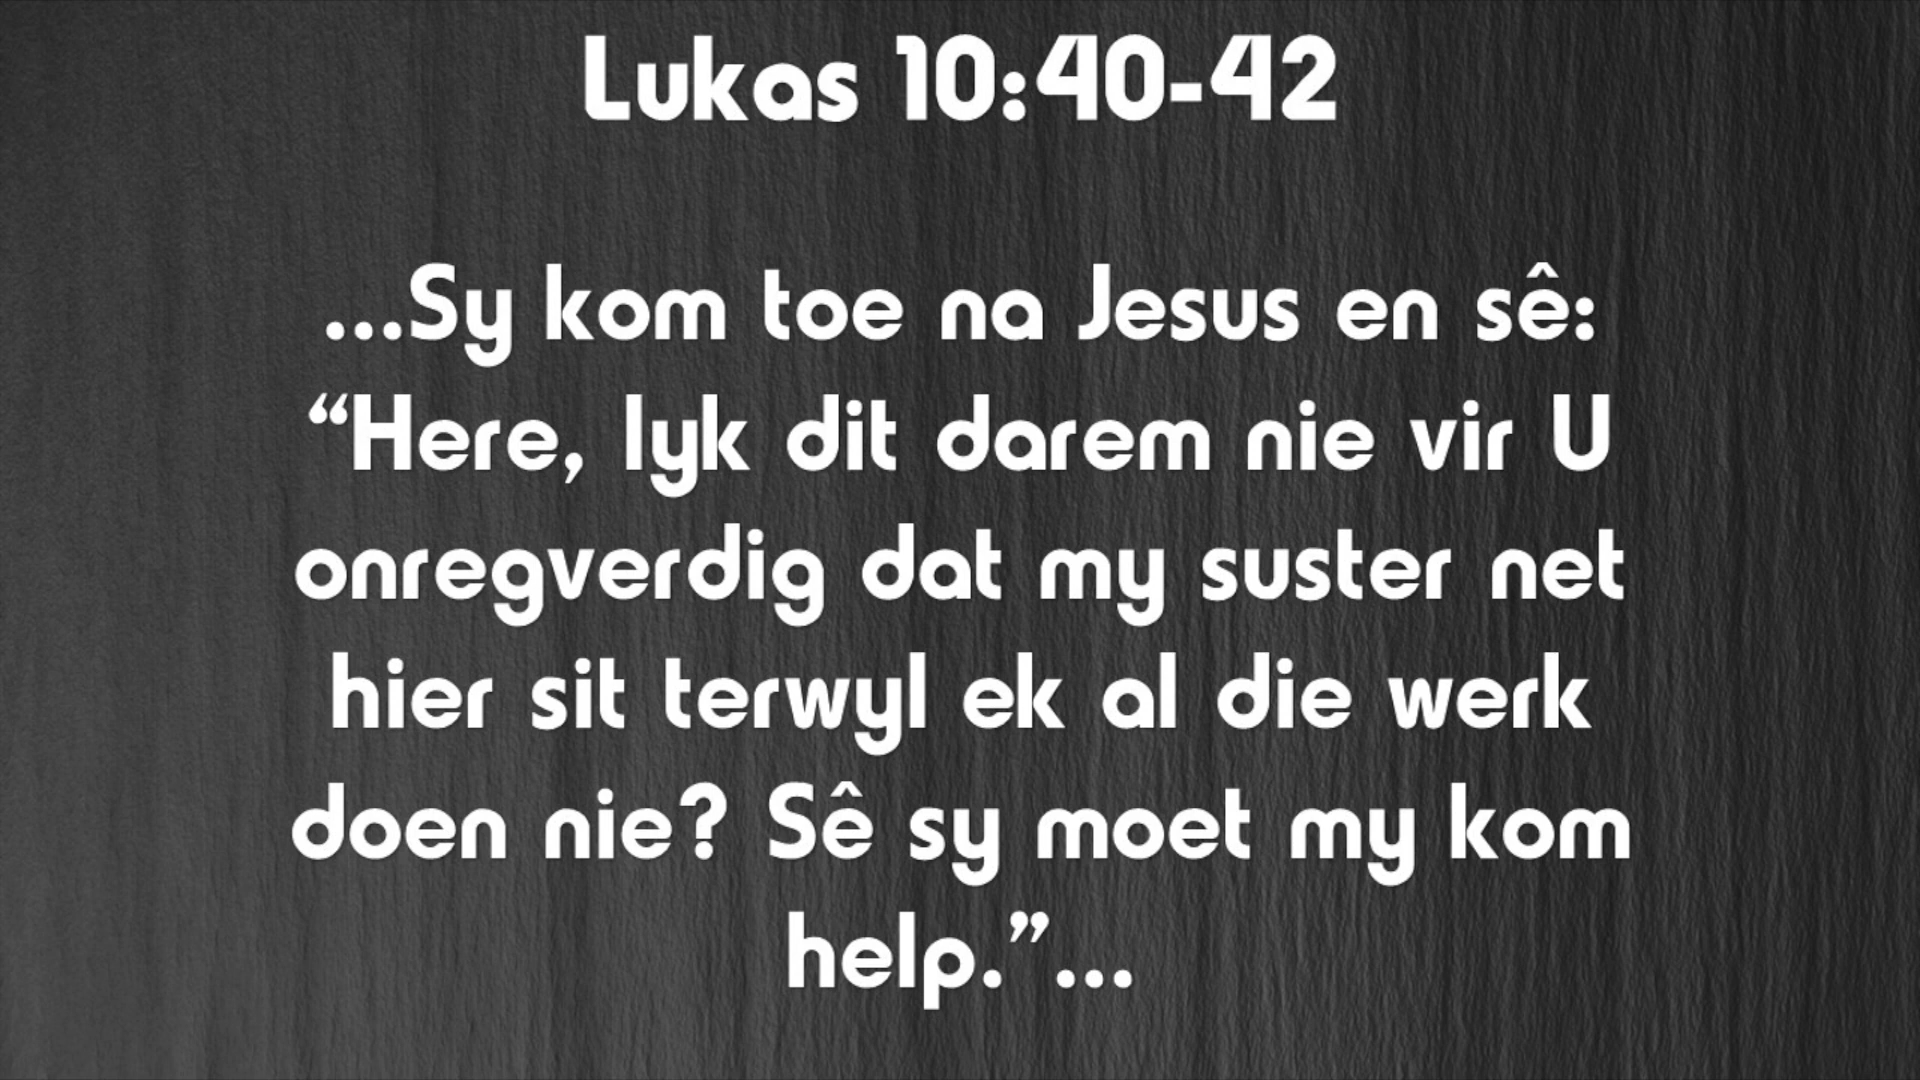 Lukas 10:40-42
...Sy kom toe na Jesus en sê:
“Here, lyk dit darem nie vir U
onregverdig dat my suster net
hier sit terwyl ek al die werk
doen nie? Sê sy moet my kom
help.”...